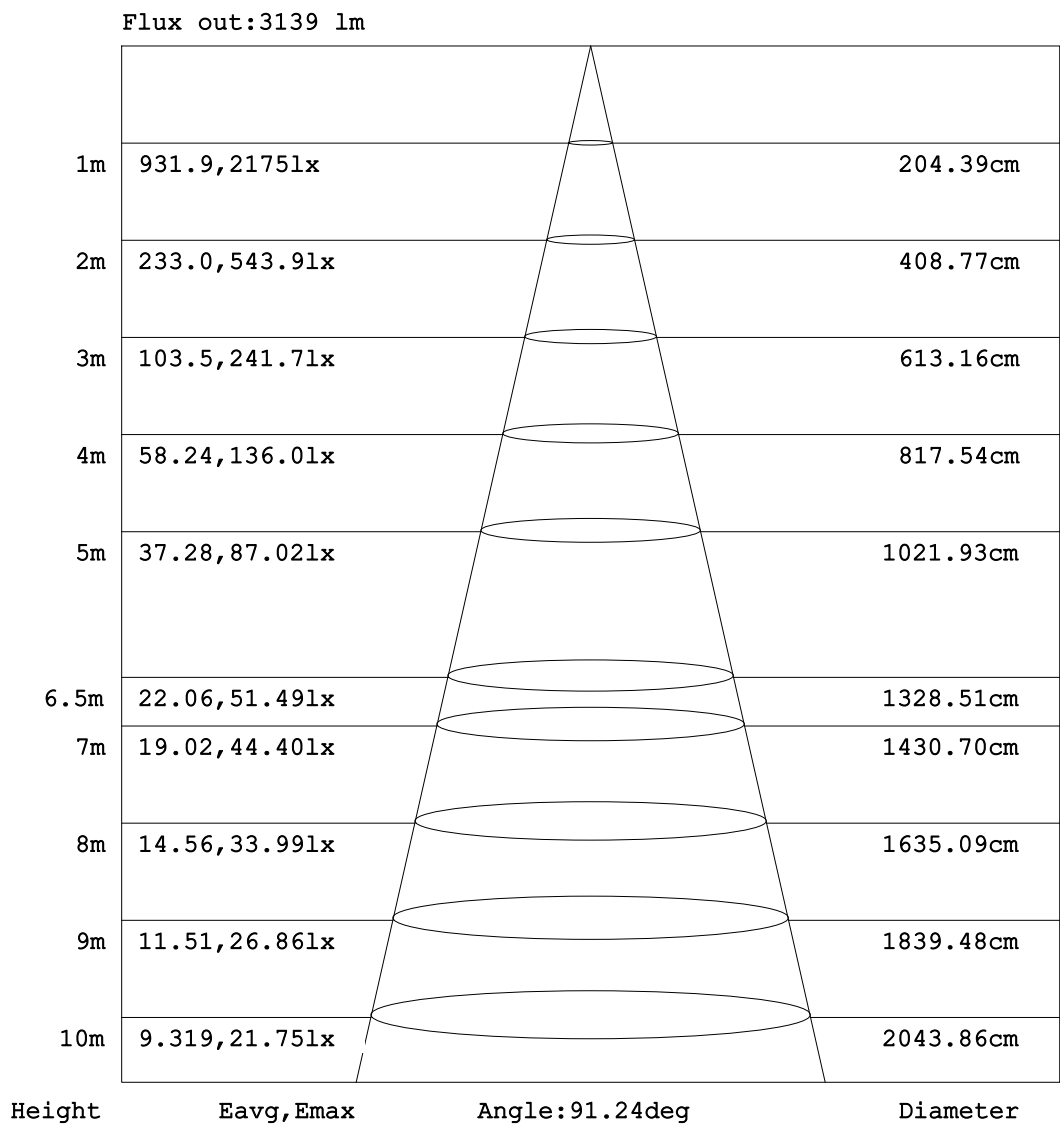 Flux out:3139 lm
1m 931.9,2175lx 204.39cm
2m 233.0,543.9lx 408.77cm
3m 103.5,241.7lx 613.16cm
4m 58.24,136.0lx 817.54cm
5m 37.28,87.02lx 1021.93cm
6.5m 22.06,51.49lx 1328.51cm
7m 19.02,44.40lx 1430.70cm
8m 14.56,33.99lx 1635.09cm
9m 11.51,26.86lx 1839.48cm
10m 9.319,21.75lx 2043.86cm
Height Eavg,Emax Angle:91.24deg Diameter